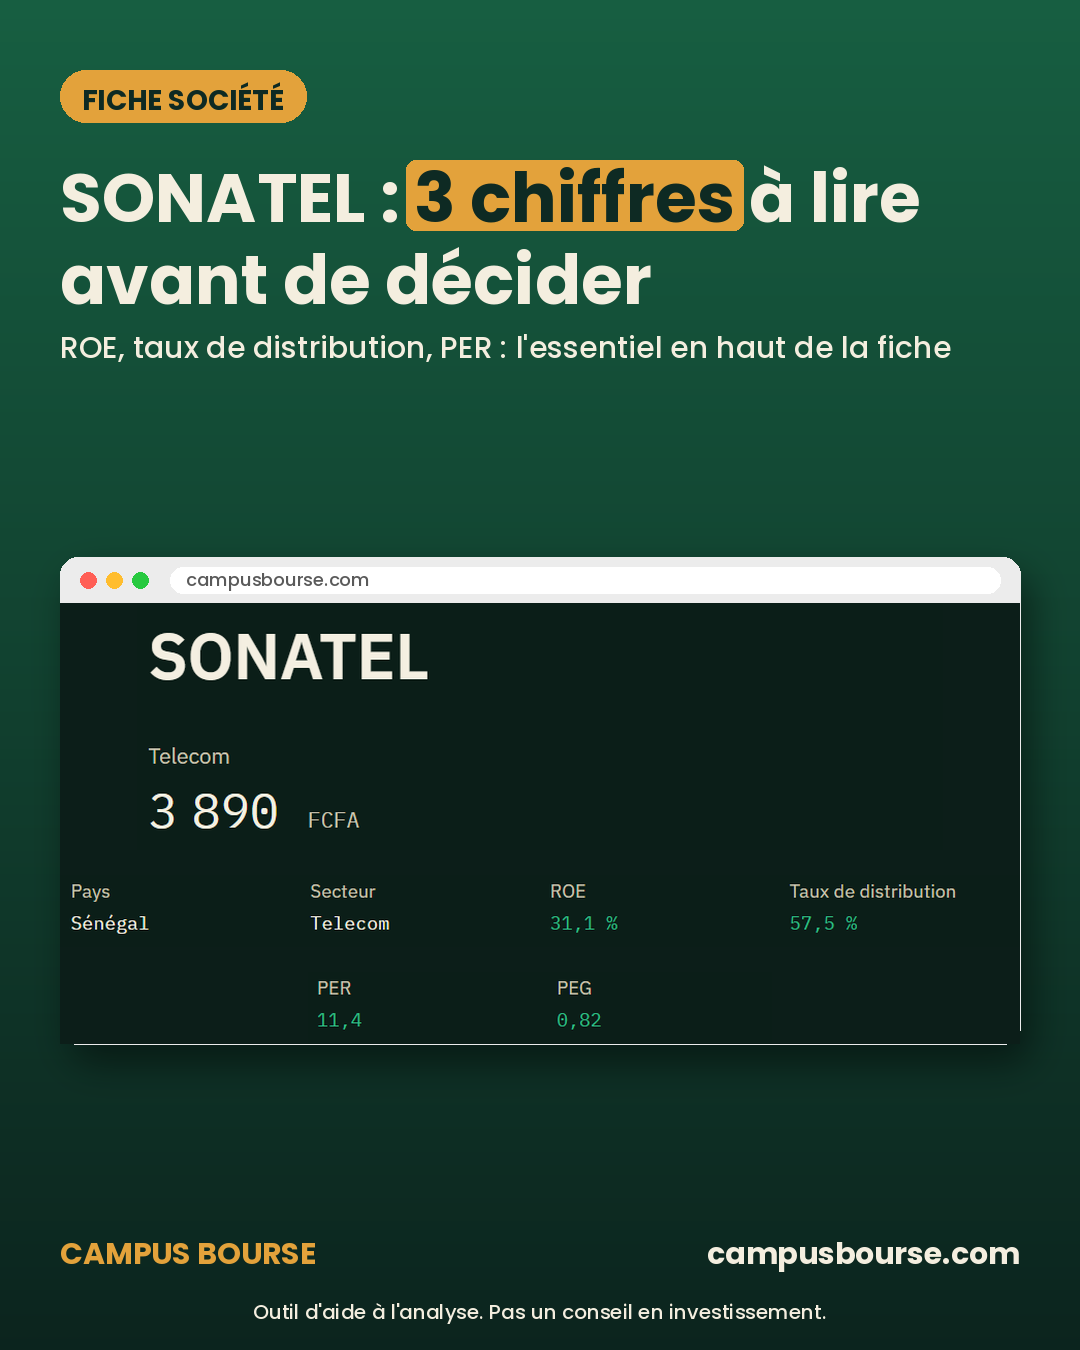 FICHE SOCIÉTÉ
SONATEL : 3 chiffres à lire
avant de décider
ROE, taux de distribution, PER : l'essentiel en haut de la fiche
campusbourse.com
SONATEL
Telecom
3 890 FCFA
Pays Secteur ROE Taux de distribution
Sénégal Telecom 31,1 % 57,5 %
PER PEG
11,4 0,82
CAMPUS BOURSE campusbourse.com
Outil d'aide à l'analyse. Pas un conseil en investissement.